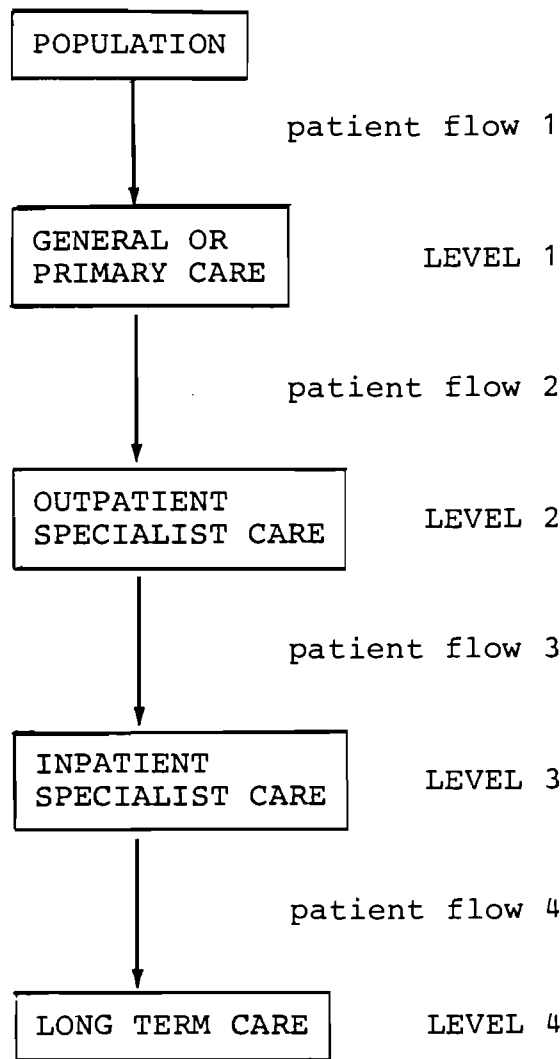 POPULATION
patient flow 1
GENERAL OR
PRIMARY CARE
LEVEL 1
patient flow 2
OUTPATIENT
SPECIALIST CARE
LEVEL 2
patient flow 3
INPATIENT
SPECIALIST CARE
LEVEL 3
patient flow 4
LONG TERM CARE
LEVEL 4